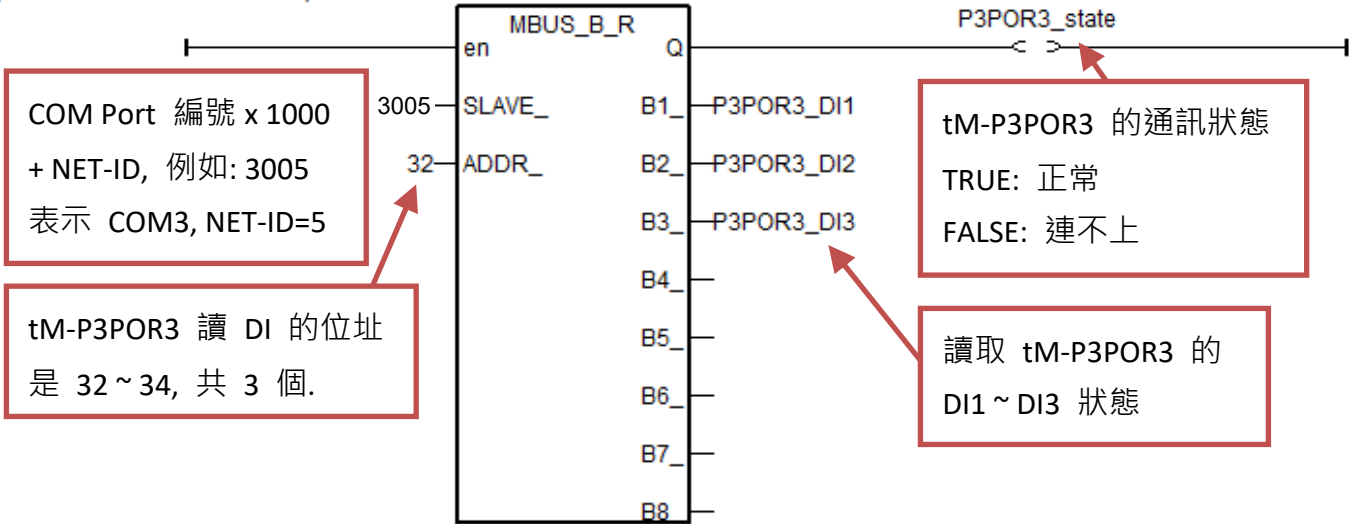 P3POR3_state
MBUS_B_R
en
Q
3005
SLAVE_
B1_
P3POR3_DI1
32
ADDR_
B2_
P3POR3_DI2
B3_
P3POR3_DI3
B4_
B5_
B6_
B7_
B8
COM Port 編號 x 1000
+ NET-ID, 例如: 3005
表示 COM3, NET-ID=5
tM-P3POR3 讀 DI 的位址
是 32 ~ 34, 共 3 個.
tM-P3POR3 的通訊狀態
TRUE: 正常
FALSE: 連不上
讀取 tM-P3POR3 的
DI1 ~ DI3 狀態